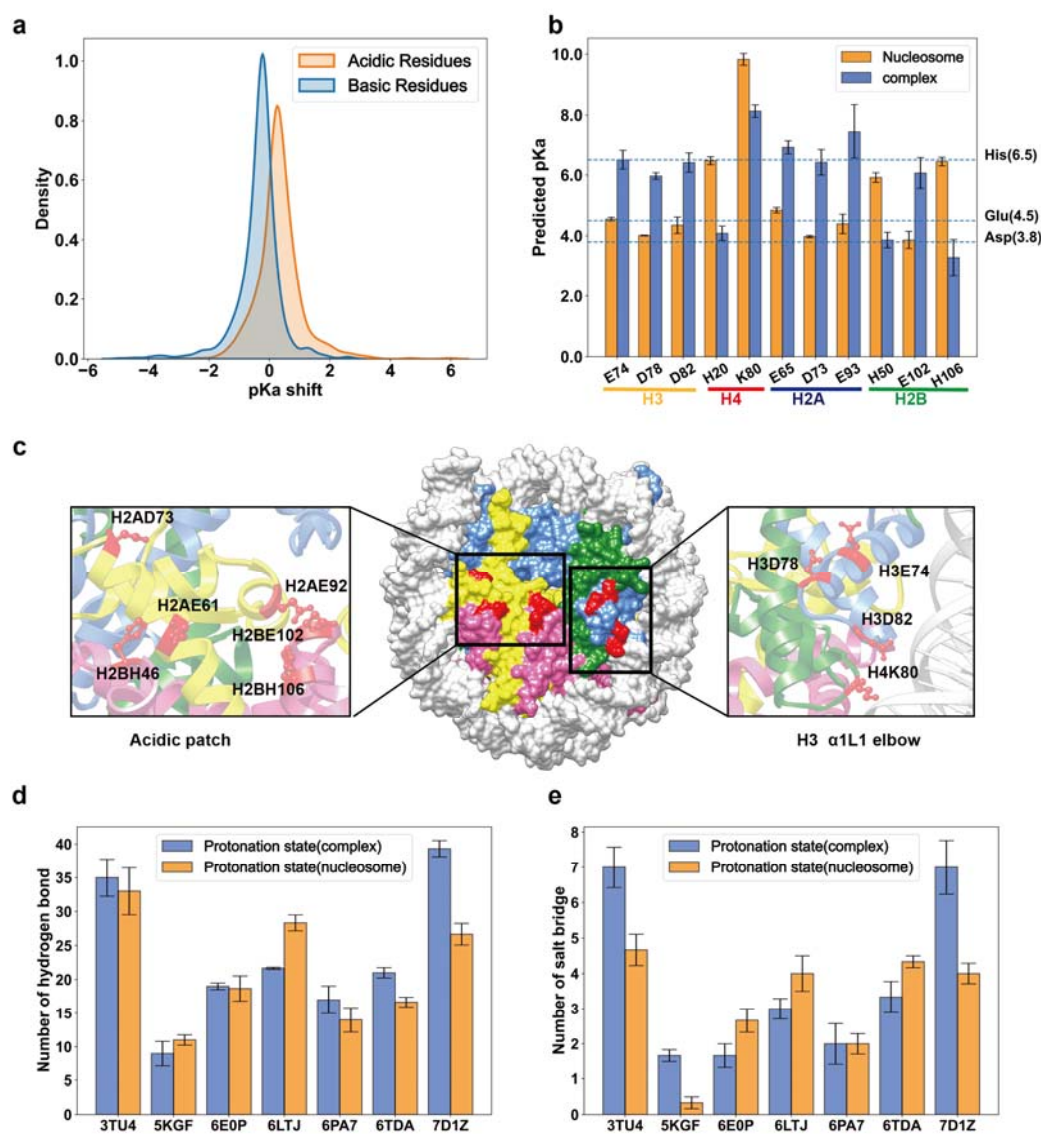 a
Acidic Residues
Basic Residues
1.0
0.8
0.6
0.4
0.2
0.0
Density
−6 −4 −2 0 2 4 6
pKa shift
b
Nucleosome
complex
10.0
8.0
6.0
4.0
2.0
0.0
Predicted pKa
His(6.5)
Glu(4.5)
Asp(3.8)
E74 D78 D82 H20 K80 E65 D73 E93 H50 E102 H106
H3 H4 H2A H2B
c
H2AD73
H2AE92
H2AE61
H2BE102
H2BH46
H2BH106
Acidic patch
H3D78
H3E74
H3D82
H4K80
H3 α1L1 elbow
d
Protonation state(complex)
Protonation state(nucleosome)
40
35
30
25
20
15
10
5
0
Number of hydrogen bond
3TU4 5KGF 6E0P 6LTJ 6PA7 6TDA 7D1Z
e
Protonation state(complex)
Protonation state(nucleosome)
8
7
6
5
4
3
2
1
0
Number of salt bridge
3TU4 5KGF 6E0P 6LTJ 6PA7 6TDA 7D1Z